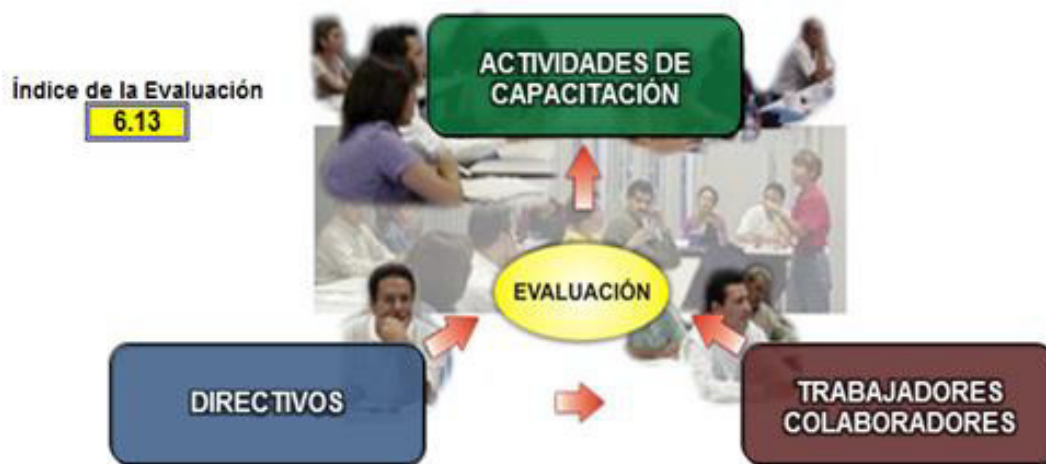 ACTIVIDADES DE
CAPACITACIÓN
Índice de la Evaluación
6.13
EVALUACIÓN
DIRECTIVOS
TRABAJADORES
COLABORADORES